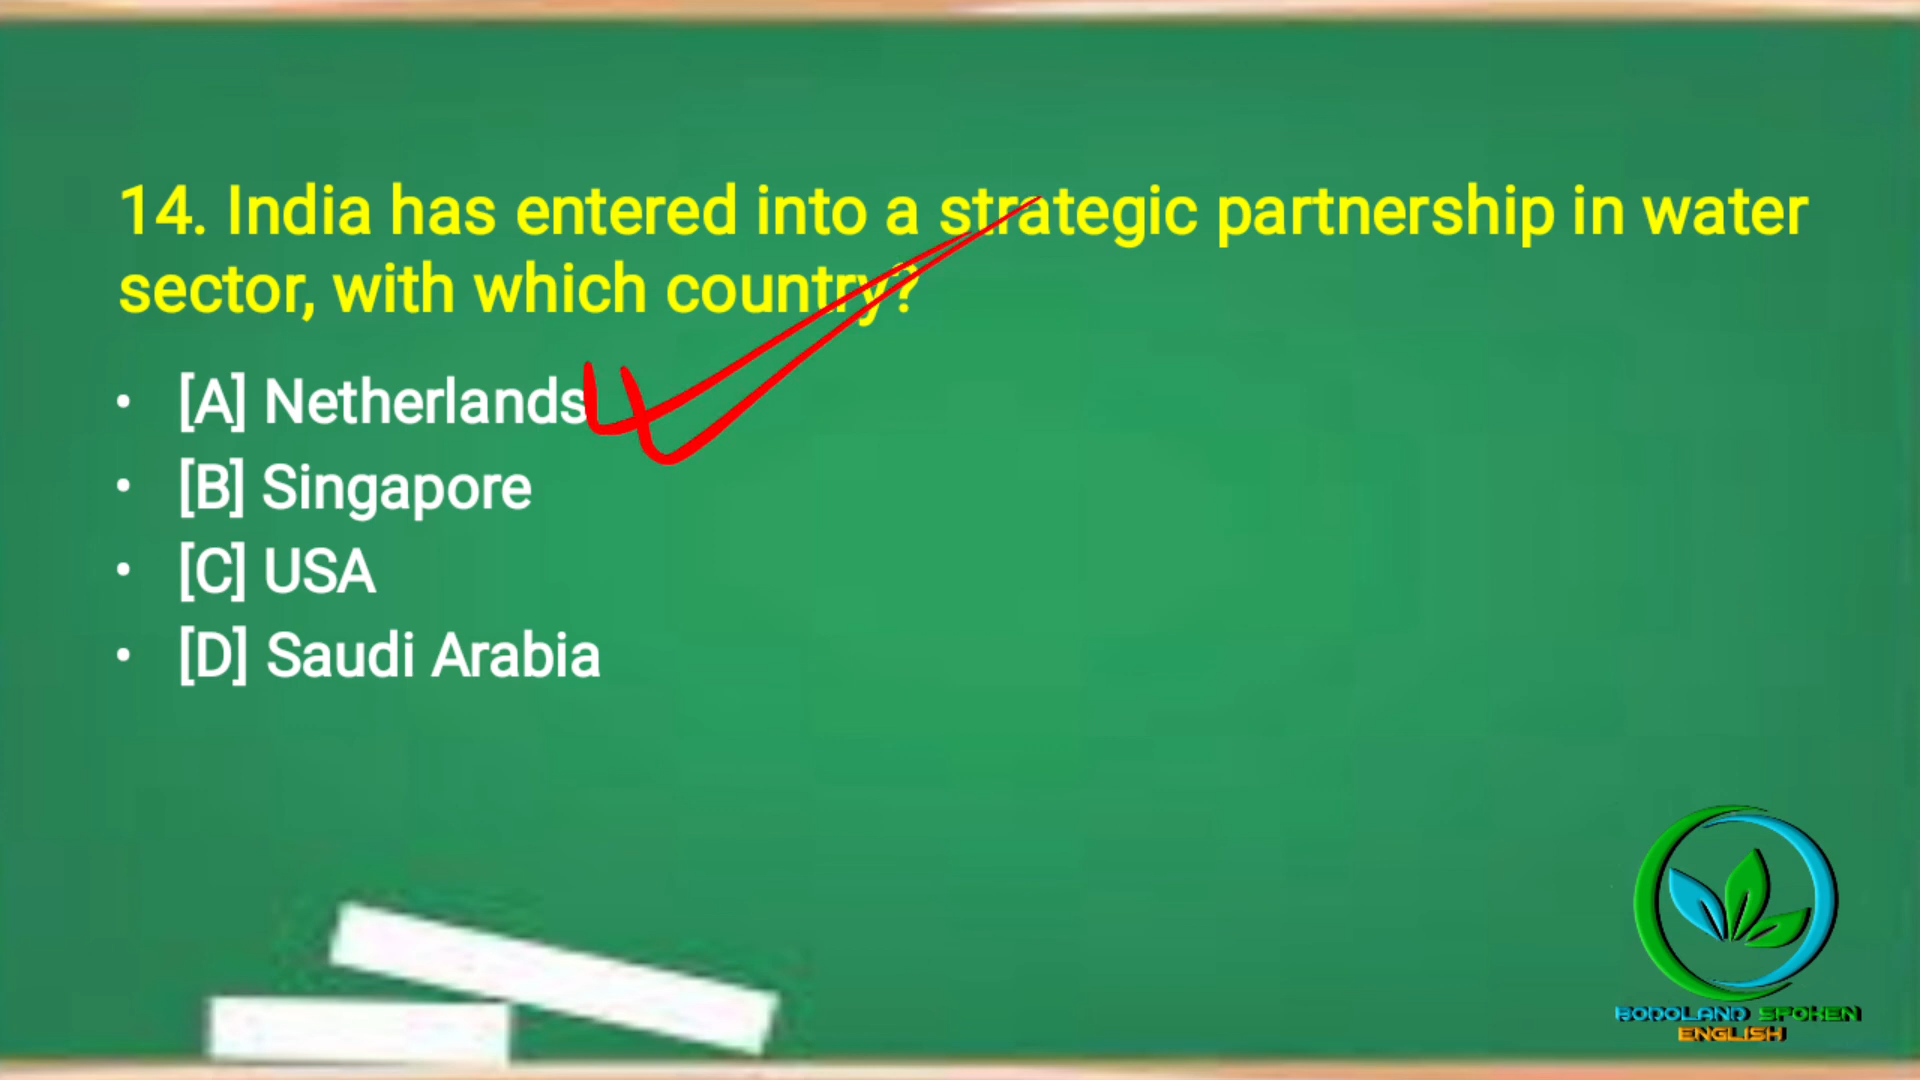 14. India has entered into a strategic partnership in water
sector, with which country?
• [A] Netherlands
• [B] Singapore
• [C] USA
• [D] Saudi Arabia
BODOLAND SPOKEN
ENGLISH